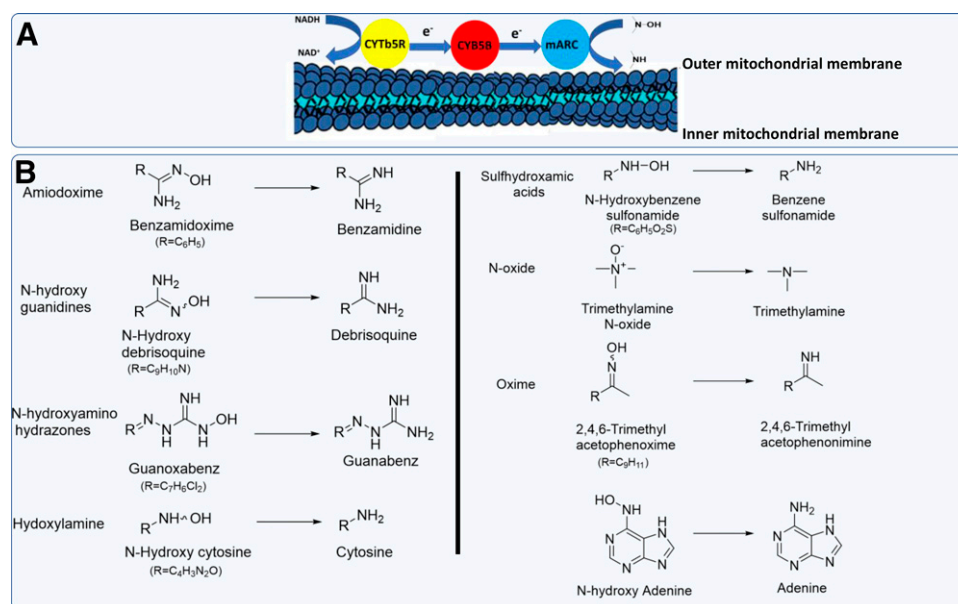 A
NADH
NAD⁺
CYTb5R
e⁻
CYB5B
e⁻
mARC
N-OH
NH
Outer mitochondrial membrane
Inner mitochondrial membrane
B
Amiodoxime
R
N
OH
NH₂
Benzamidoxime
(R=C₆H₅)
R
NH
NH₂
Benzamidine
N-hydroxy
guanidines
NH₂
R
N
OH
N-Hydroxy
debrisoquine
(R=C₉H₁₀N)
NH
R
NH₂
Debrisoquine
N-hydroxyamino
hydrazones
NH
R
N
N
H
N
H
OH
Guanoxabenz
(R=C₇H₆Cl₂)
NH
R
N
N
H
NH₂
Guanabenz
Hydoxylamine
R
NH
OH
N-Hydroxy cytosine
(R=C₄H₃N₂O)
R
NH₂
Cytosine
Sulfhydroxamic
acids
R
NH-OH
N-Hydroxybenzene
sulfonamide
(R=C₆H₅O₂S)
R
NH₂
Benzene
sulfonamide
N-oxide
O⁻
N⁺
Trimethylamine
N-oxide
N
Trimethylamine
Oxime
OH
N
R
2,4,6-Trimethyl
acetophenoxime
(R=C₉H₁₁)
NH
R
2,4,6-Trimethyl
acetophenonimine
HO
NH
N
N
H
N
N
N-hydroxy Adenine
NH₂
N
N
H
N
N
Adenine